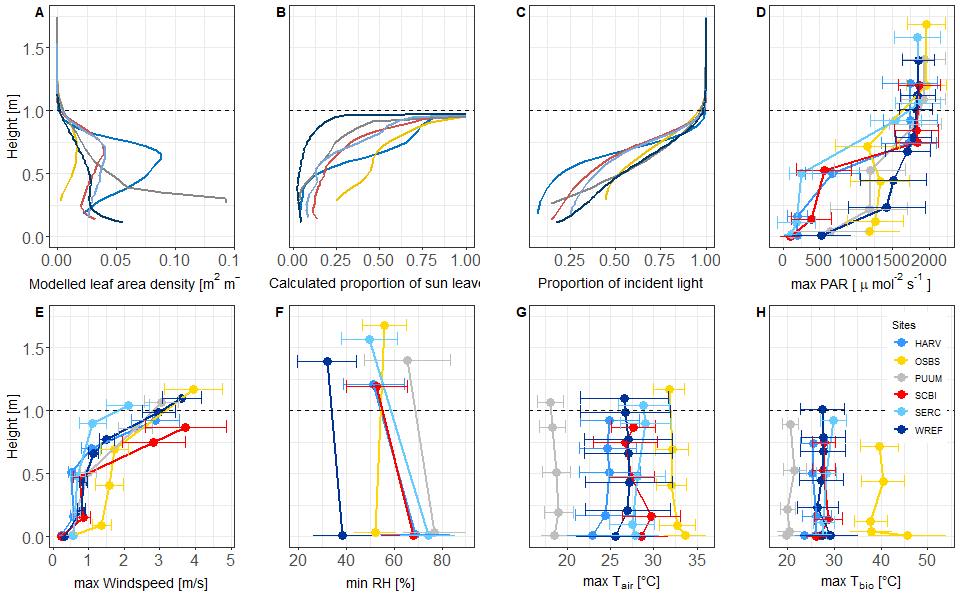 A
B
C
D
Height [m]
1.5
1.0
0.5
0.0
0.00 0.05 0.10 0.1
0.00 0.25 0.50 0.75 1.00
0.25 0.50 0.75 1.00
0 500 1000 1500 2000
Modelled leaf area density [m² m⁻
Calculated proportion of sun leave
Proportion of incident light
max PAR [ μ mol⁻² s⁻¹ ]
E
F
G
H
Height [m]
1.5
1.0
0.5
0.0
Sites
HARV
OSBS
PUUM
SCBI
SERC
WREF
0 1 2 3 4 5
40 60 80
20 25 30 35
20 30 40 50
max Windspeed [m/s]
min RH [%]
max Tair [°C]
max Tbio [°C]